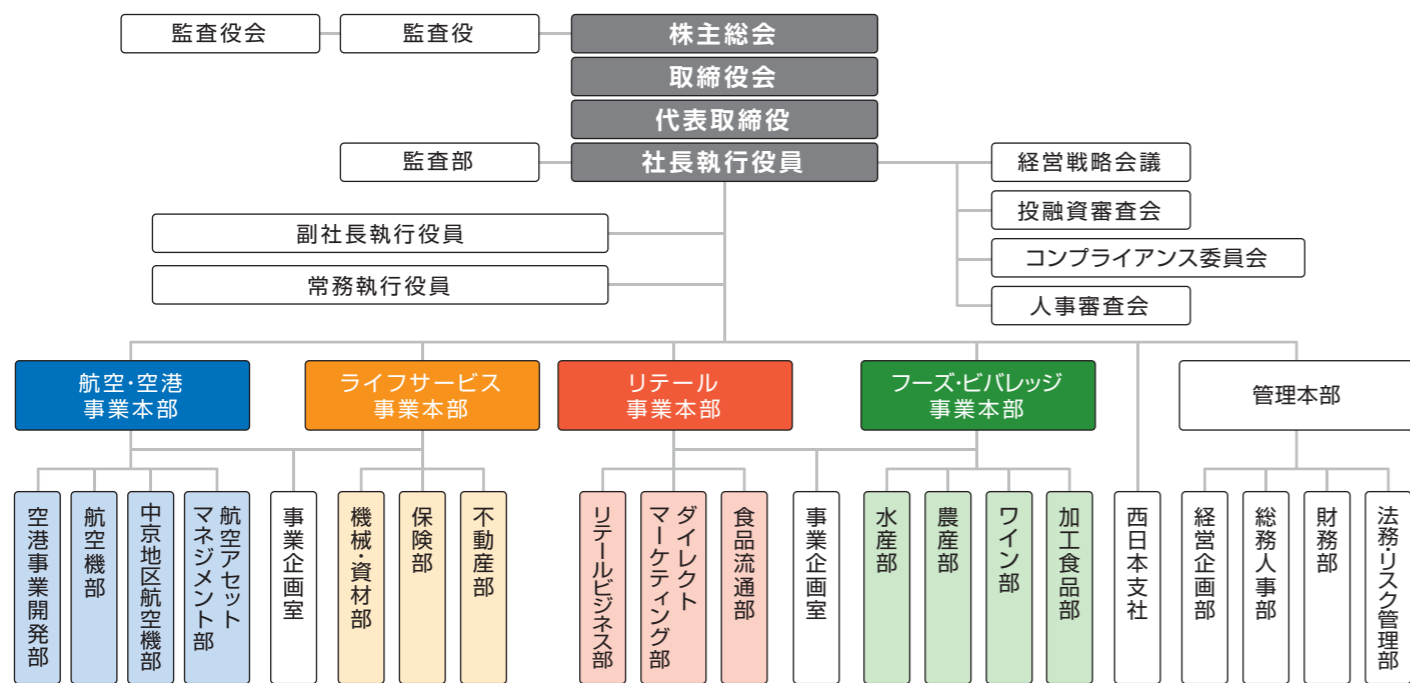 監査役会
監査役
株主総会
取締役会
代表取締役
監査部
社長執行役員
経営戦略会議
投融資審査会
副社長執行役員
コンプライアンス委員会
常務執行役員
人事審査会
航空・空港
事業本部
ライフサービス
事業本部
リテール
事業本部
フーズ・ビバレッジ
事業本部
管理本部
空港事業開発部
航空機部
中京地区航空機部
航空アセット
マネジメント部
事業企画室
機械・資材部
保険部
不動産部
リテールビジネス部
ダイレクト
マーケティング部
食品流通部
事業企画室
水産部
農産部
ワイン部
加工食品部
西日本支社
経営企画部
総務人事部
財務部
法務・リスク管理部